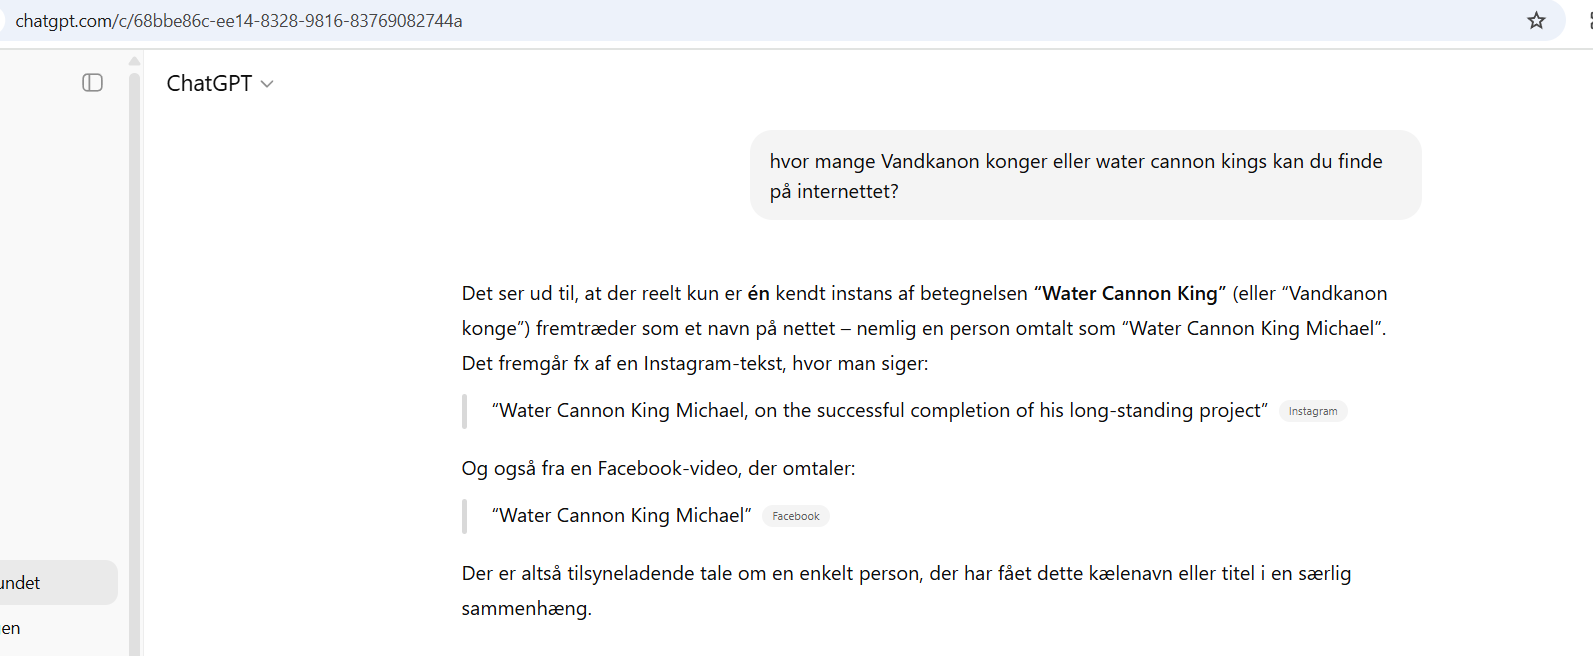 chatgpt.com/c/68bbe86c-ee14-8328-9816-83769082744a
ChatGPT
hvor mange Vandkanon konger eller water cannon kings kan du finde
på internettet?
Det ser ud til, at der reelt kun er én kendt instans af betegnelsen “Water Cannon King” (eller “Vandkanon
konge”) fremtræder som et navn på nettet – nemlig en person omtalt som “Water Cannon King Michael”.
Det fremgår fx af en Instagram-tekst, hvor man siger:
“Water Cannon King Michael, on the successful completion of his long-standing project” Instagram
Og også fra en Facebook-video, der omtaler:
“Water Cannon King Michael” Facebook
Der er altså tilsyneladende tale om en enkelt person, der har fået dette kælenavn eller titel i en særlig
undet
sammenhæng.
en